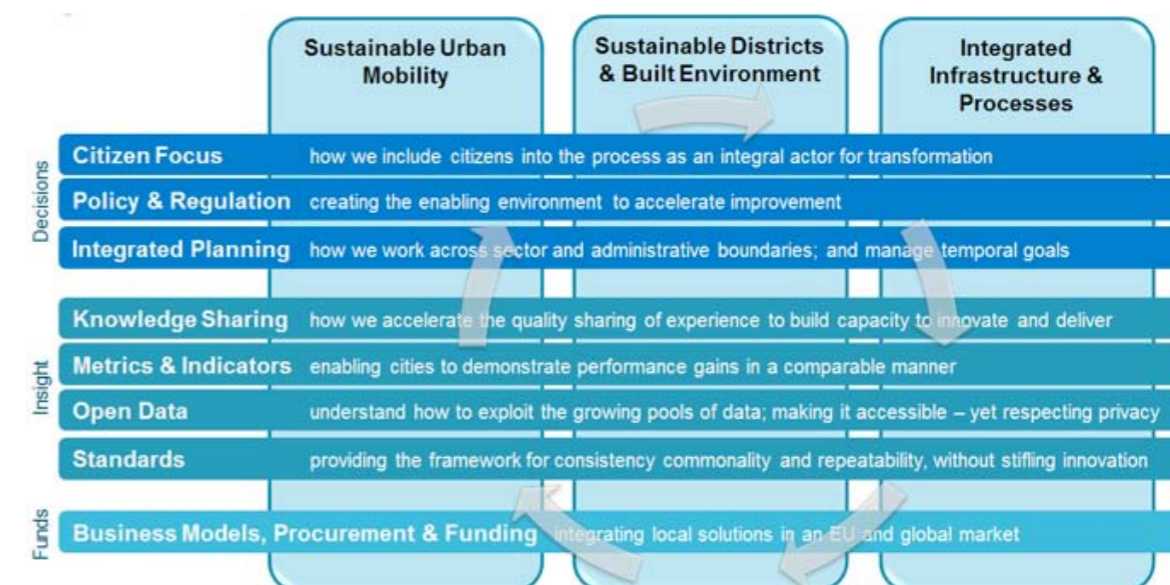 Sustainable Urban
Mobility
Sustainable Districts
& Built Environment
Integrated
Infrastructure &
Processes
Decisions
Citizen Focus how we include citizens into the process as an integral actor for transformation
Policy & Regulation creating the enabling environment to accelerate improvement
Integrated Planning how we work across sector and administrative boundaries; and manage temporal goals
Insight
Knowledge Sharing how we accelerate the quality sharing of experience to build capacity to innovate and deliver
Metrics & Indicators enabling cities to demonstrate performance gains in a comparable manner
Open Data understand how to exploit the growing pools of data; making it accessible – yet respecting privacy
Standards providing the framework for consistency commonality and repeatability, without stifling innovation
Funds
Business Models, Procurement & Funding integrating local solutions in an EU and global market